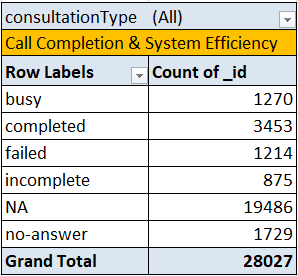 consultationType (All)
Call Completion & System Efficiency
Row Labels Count of _id
busy 1270
completed 3453
failed 1214
incomplete 875
NA 19486
no-answer 1729
Grand Total 28027